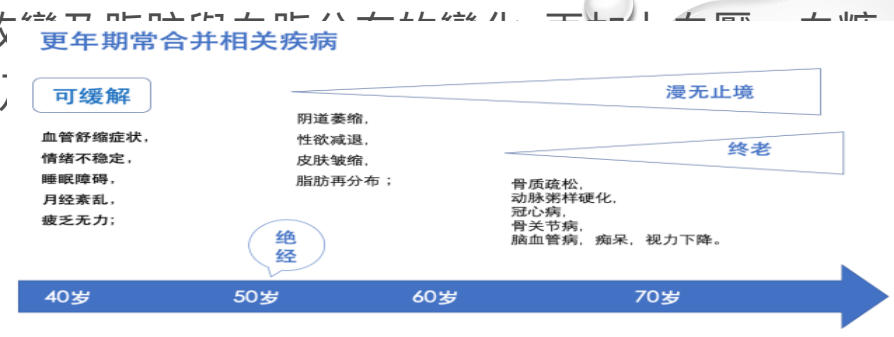 更年期常合并相关疾病
可缓解
漫无止境
血管舒缩症状，
情绪不稳定，
睡眠障碍，
月经紊乱，
疲乏无力；
阴道萎缩，
性欲减退，
皮肤皱缩，
脂肪再分布；
终老
骨质疏松，
动脉粥样硬化，
冠心病，
骨关节病，
脑血管病，痴呆，视力下降。
绝
经
40岁 50岁 60岁 70岁